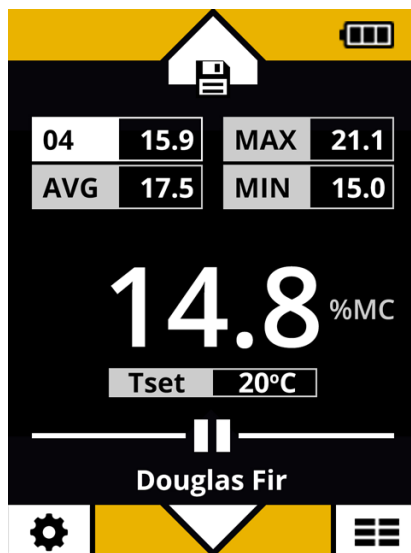 04 15.9 MAX 21.1
AVG 17.5 MIN 15.0
14.8 %MC
Tset 20ºC
Douglas Fir